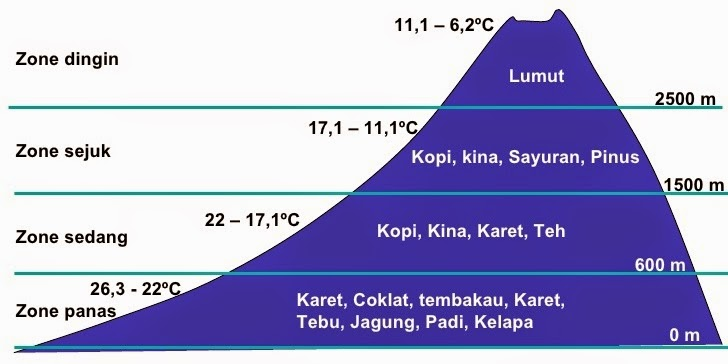 11,1 – 6,2ºC
Zone dingin
Lumut
2500 m
17,1 – 11,1ºC
Zone sejuk
Kopi, kina, Sayuran, Pinus
1500 m
22 – 17,1ºC
Zone sedang
Kopi, Kina, Karet, Teh
600 m
26,3 - 22ºC
Zone panas
Karet, Coklat, tembakau, Karet,
Tebu, Jagung, Padi, Kelapa
0 m